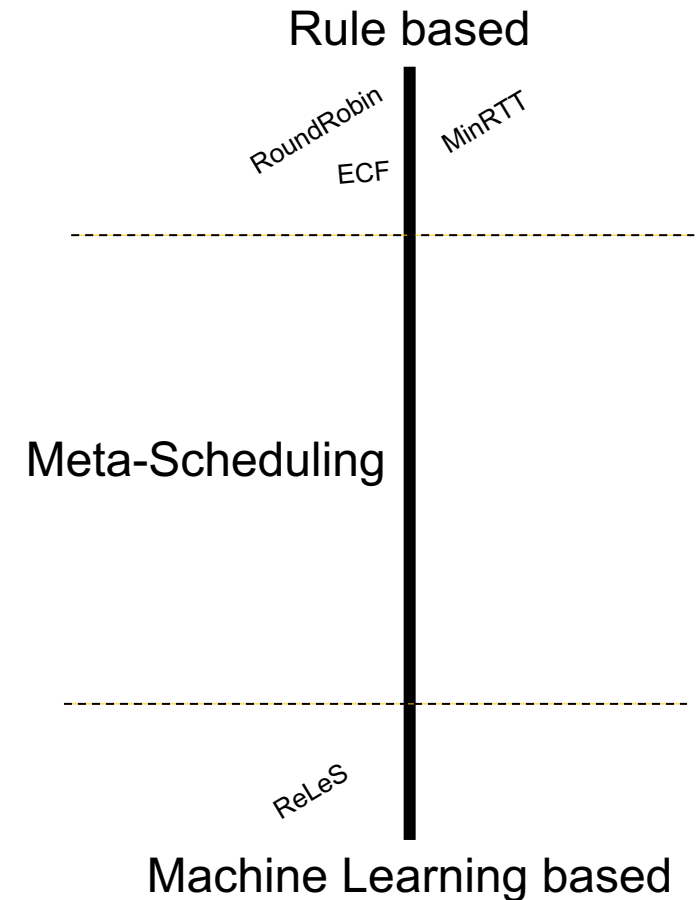 Rule based
RoundRobin
MinRTT
ECF
Meta-Scheduling
ReLeS
Machine Learning based